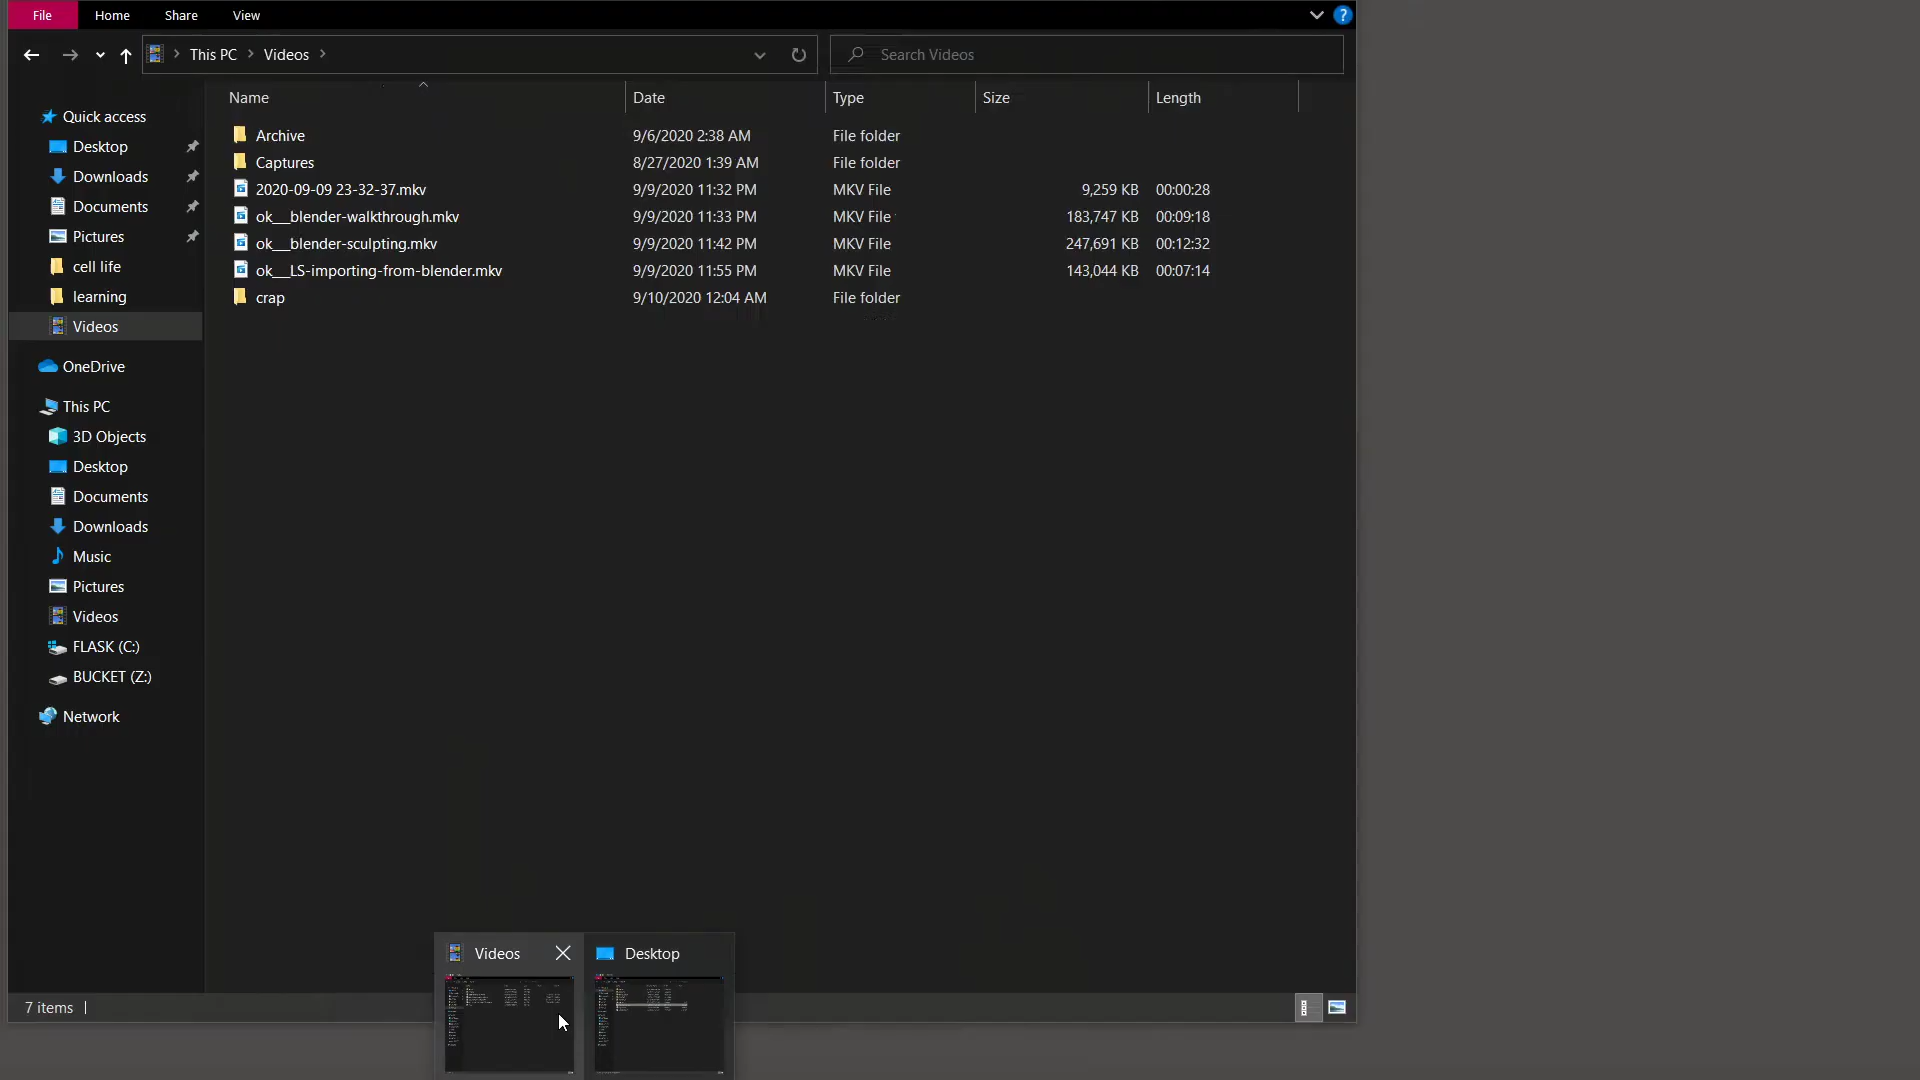 File Home Share View ?
This PC Videos Search Videos
Name Date Type Size Length
Archive 9/6/2020 2:38 AM File folder
Captures 8/27/2020 1:39 AM File folder
2020-09-09 23-32-37.mkv 9/9/2020 11:32 PM MKV File 9,259 KB 00:00:28
ok__blender-walkthrough.mkv 9/9/2020 11:33 PM MKV File 183,747 KB 00:09:18
ok__blender-sculpting.mkv 9/9/2020 11:42 PM MKV File 247,691 KB 00:12:32
ok__LS-importing-from-blender.mkv 9/9/2020 11:55 PM MKV File 143,044 KB 00:07:14
crap 9/10/2020 12:04 AM File folder
Quick access
Desktop
Downloads
Documents
Pictures
cell life
learning
Videos
OneDrive
This PC
3D Objects
Desktop
Documents
Downloads
Music
Pictures
Videos
FLASK (C:)
BUCKET (Z:)
Network
Videos Desktop
7 items